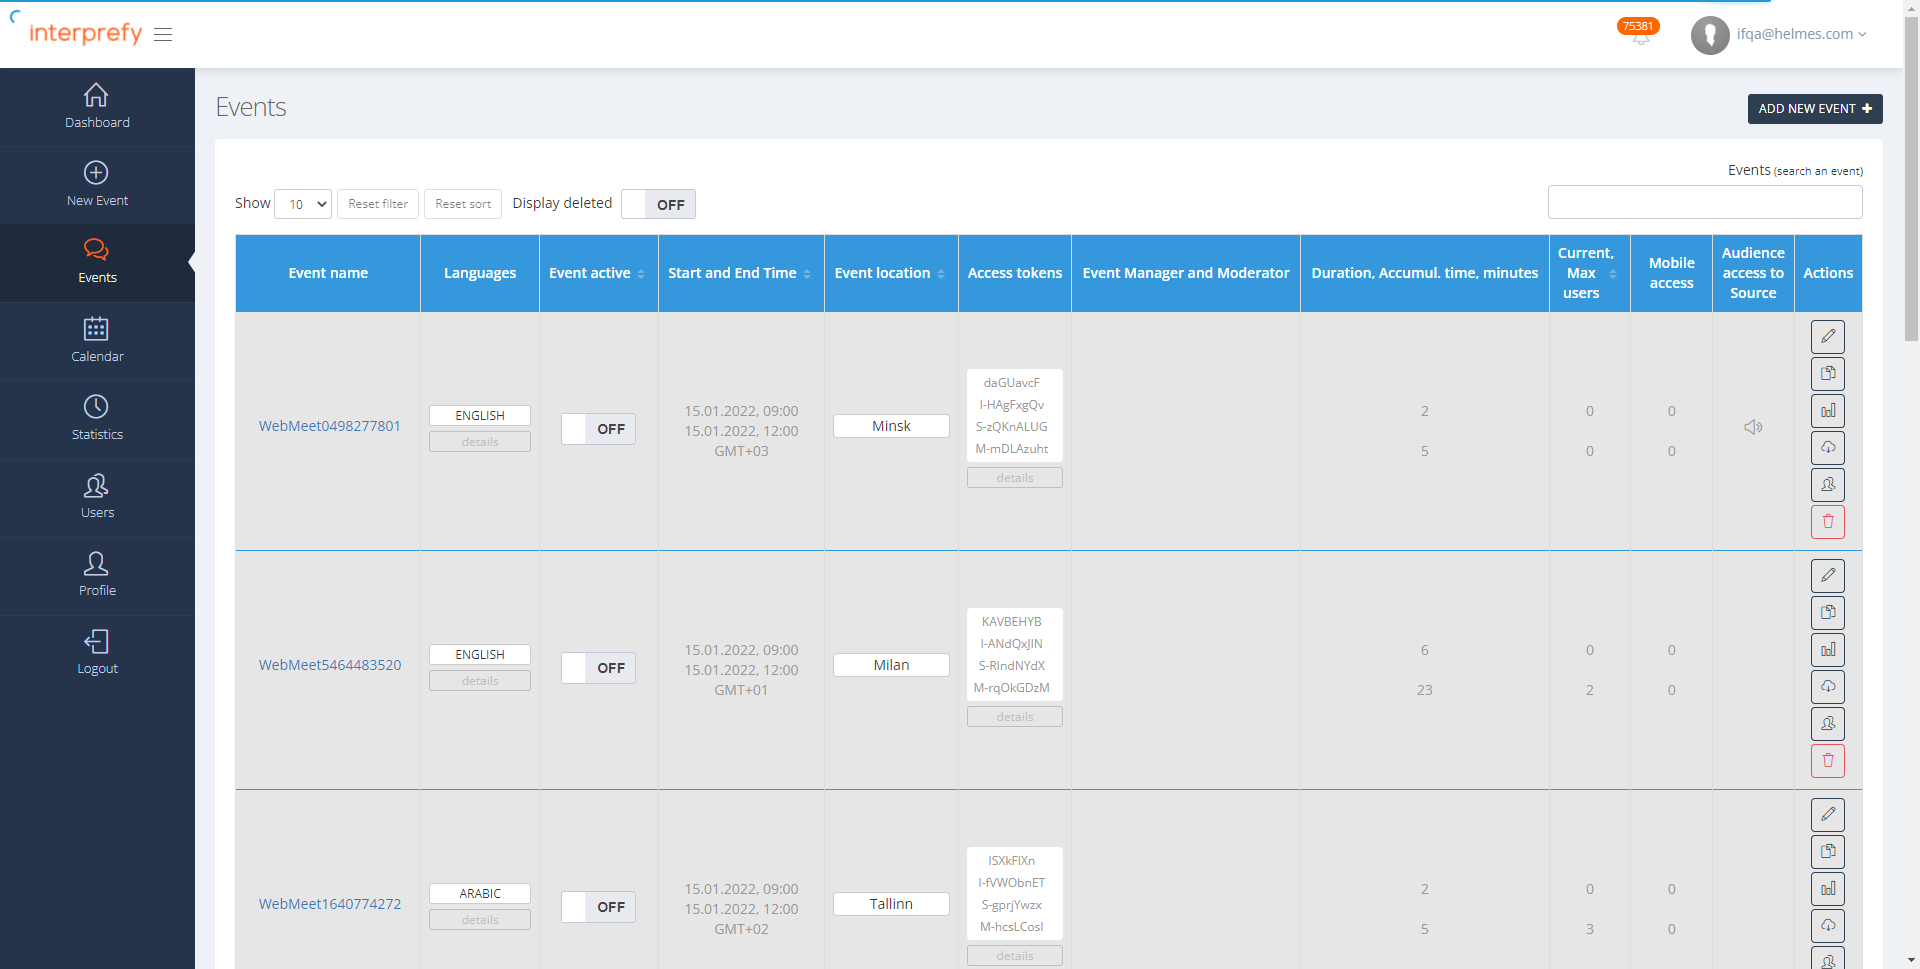 interprefy
75381
ifqa@helmes.com
Dashboard
New Event
Events
Calendar
Statistics
Users
Profile
Logout
Events
ADD NEW EVENT
Events (search an event)
Show 10 Reset filter Reset sort Display deleted OFF
Event name Languages Event active Start and End Time Event location Access tokens Event Manager and Moderator Duration, Accumul. time, minutes Current, Max users Mobile access Audience access to Source Actions
WebMeet0498277801
ENGLISH
details
OFF
15.01.2022, 09:00
15.01.2022, 12:00
GMT+03
Minsk
daGUavcF
I-HAgFxgQv
S-zQKnALUG
M-mDLAzuht
details
2
5
0
0
0
0
WebMeet5464483520
ENGLISH
details
OFF
15.01.2022, 09:00
15.01.2022, 12:00
GMT+01
Milan
KAVBEHYB
M-rqOkGDzM
details
6
23
0
2
0
0
WebMeet1640774272
ARABIC
details
OFF
15.01.2022, 09:00
15.01.2022, 12:00
GMT+02
Tallinn
I-fVWObnET
S-gprjYwzx
details
2
5
0
3
0
0